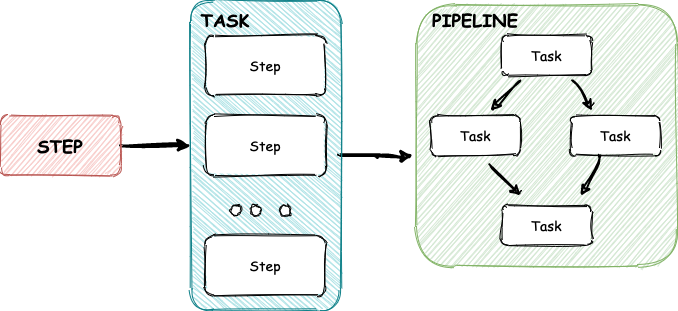 STEP
TASK
Step
Step
Step
PIPELINE
Task
Task Task
Task